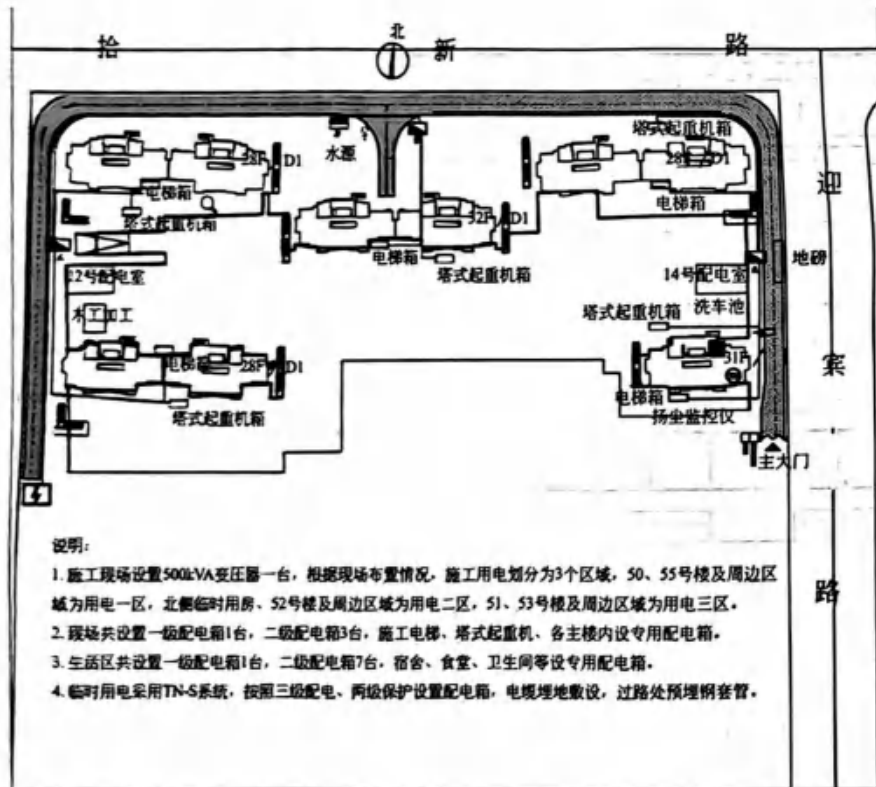 北
拾 新 路
塔式起重机箱
水源
28F D1
28F D1
电梯箱
电梯箱
迎
塔式起重机箱
32F D1
电梯箱
塔式起重机箱
地磅
22号配电室
14号配电室
洗车池
塔式起重机箱
木工加工
电梯箱
28F D1
31F
宾
塔式起重机箱
电梯箱
扬尘监控仪
主大门
路
说明:
1. 施工现场设置500kVA变压器一台，根据现场布置情况，施工用电划分为3个区域，50、55号楼及周边区
域为用电一区，北侧临时用房、52号楼及周边区域为用电二区，51、53号楼及周边区域为用电三区。
2. 现场共设置一级配电箱1台，二级配电箱3台，施工电梯、塔式起重机、各主楼内设专用配电箱。
3. 生活区共设置一级配电箱1台，二级配电箱7台，宿舍、食堂、卫生间等设专用配电箱。
4. 临时用电采用TN-S系统，按照三级配电、两级保护设置配电箱，电缆埋地敷设，过路处预埋钢套管。